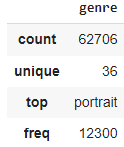 genre
count 62706
unique 36
top portrait
freq 12300